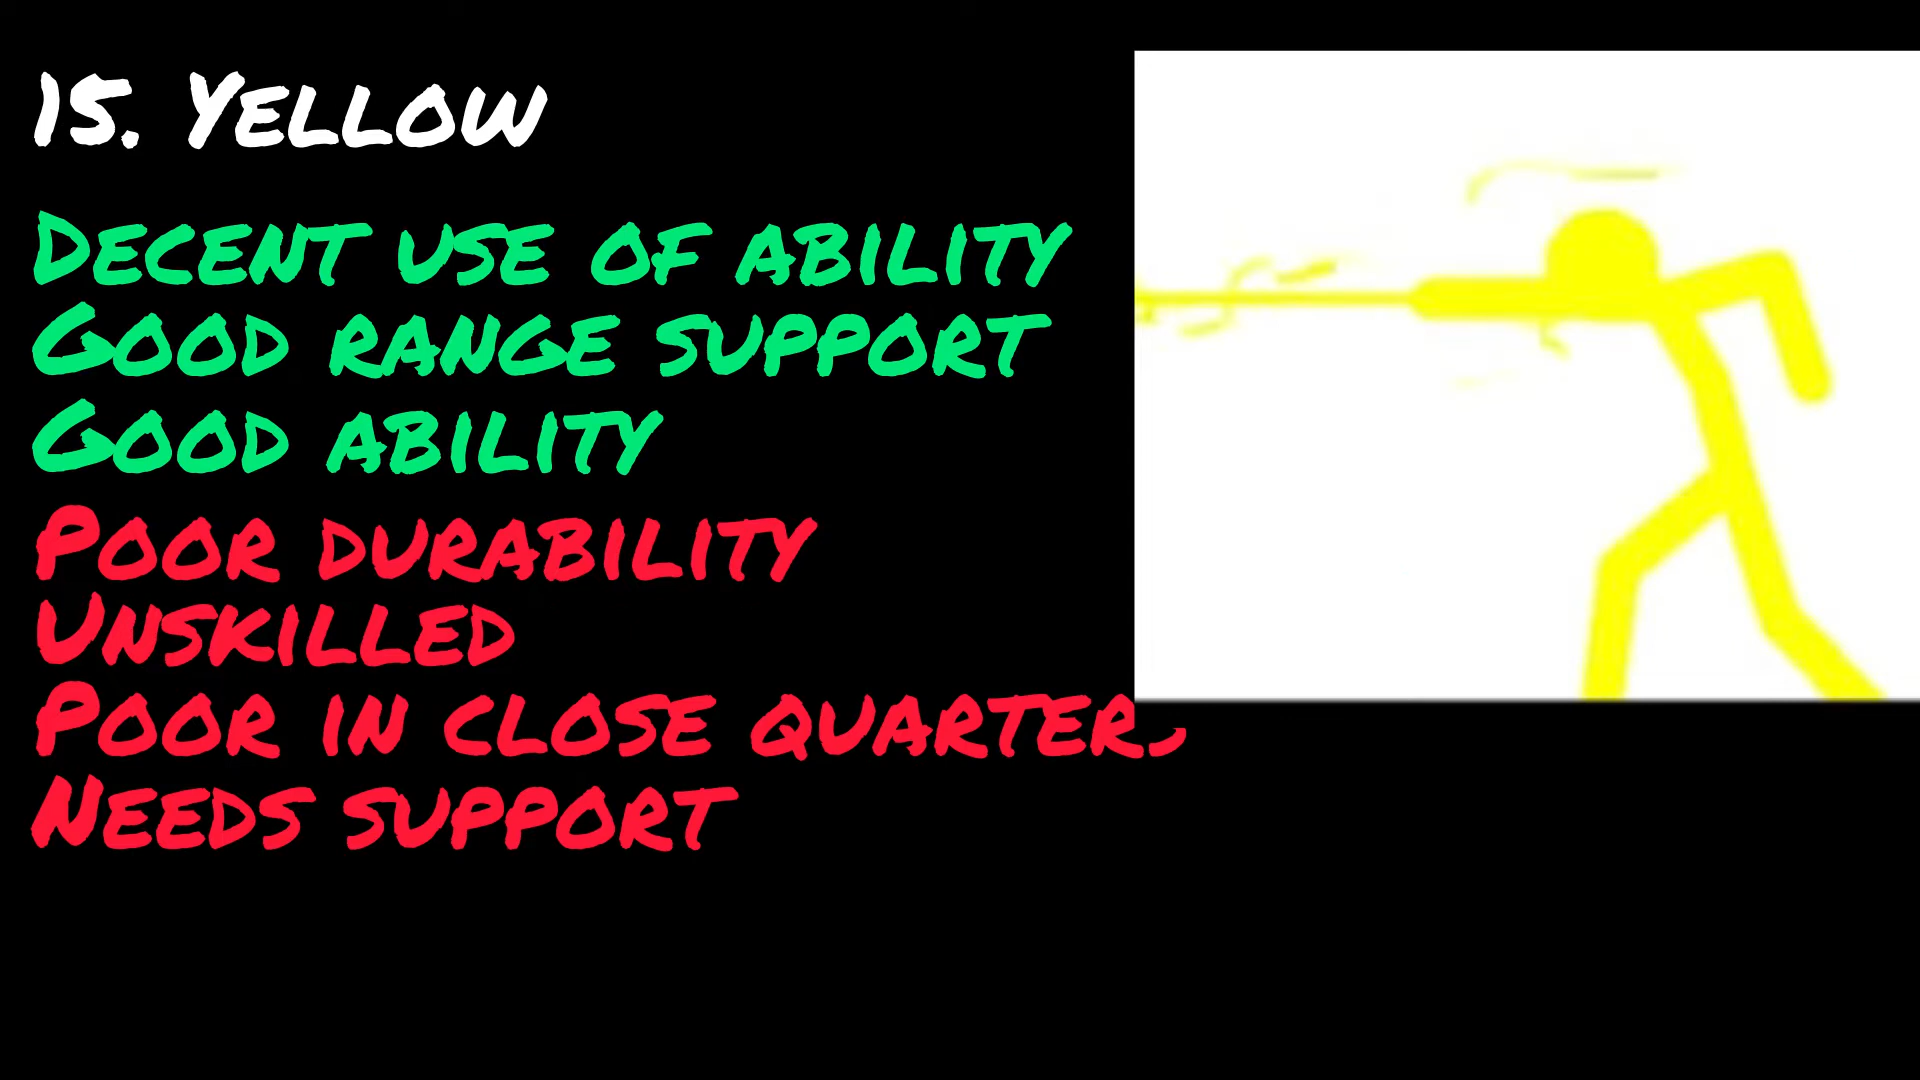 15. Yellow
Decent use of ability
Good range support
Good ability
Poor durability
Unskilled
Poor in close quarters
Needs support